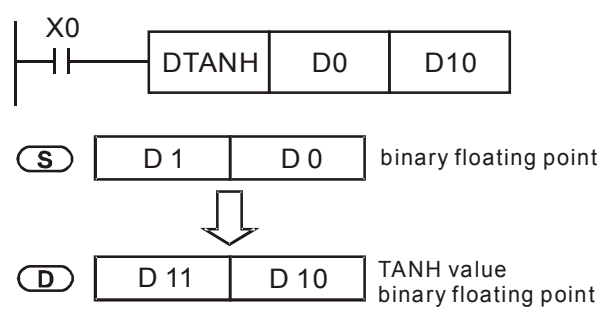 X0
DTANH D0 D10
S D 1 D 0 binary floating point
D D 11 D 10 TANH value
binary floating point